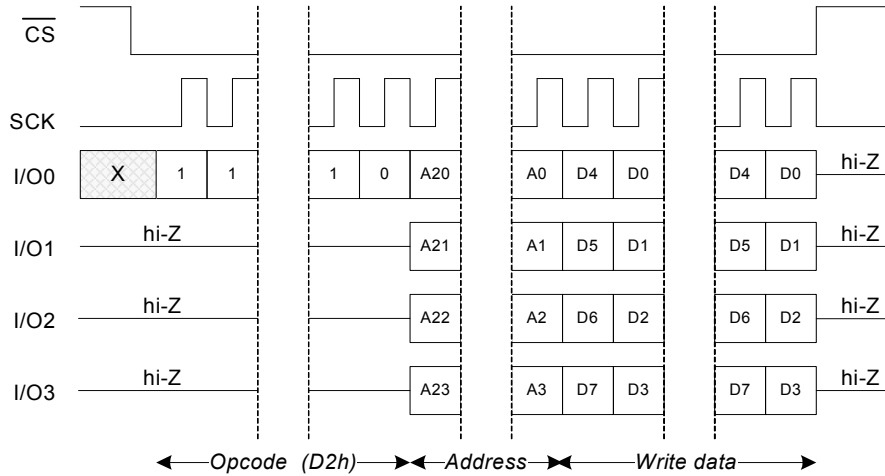 CS
SCK
I/O0 X 1 1 1 0 A20 A0 D4 D0 D4 D0 hi-Z
I/O1 hi-Z A21 A1 D5 D1 D5 D1 hi-Z
I/O2 hi-Z A22 A2 D6 D2 D6 D2 hi-Z
I/O3 hi-Z A23 A3 D7 D3 D7 D3 hi-Z
Opcode (D2h) Address Write data